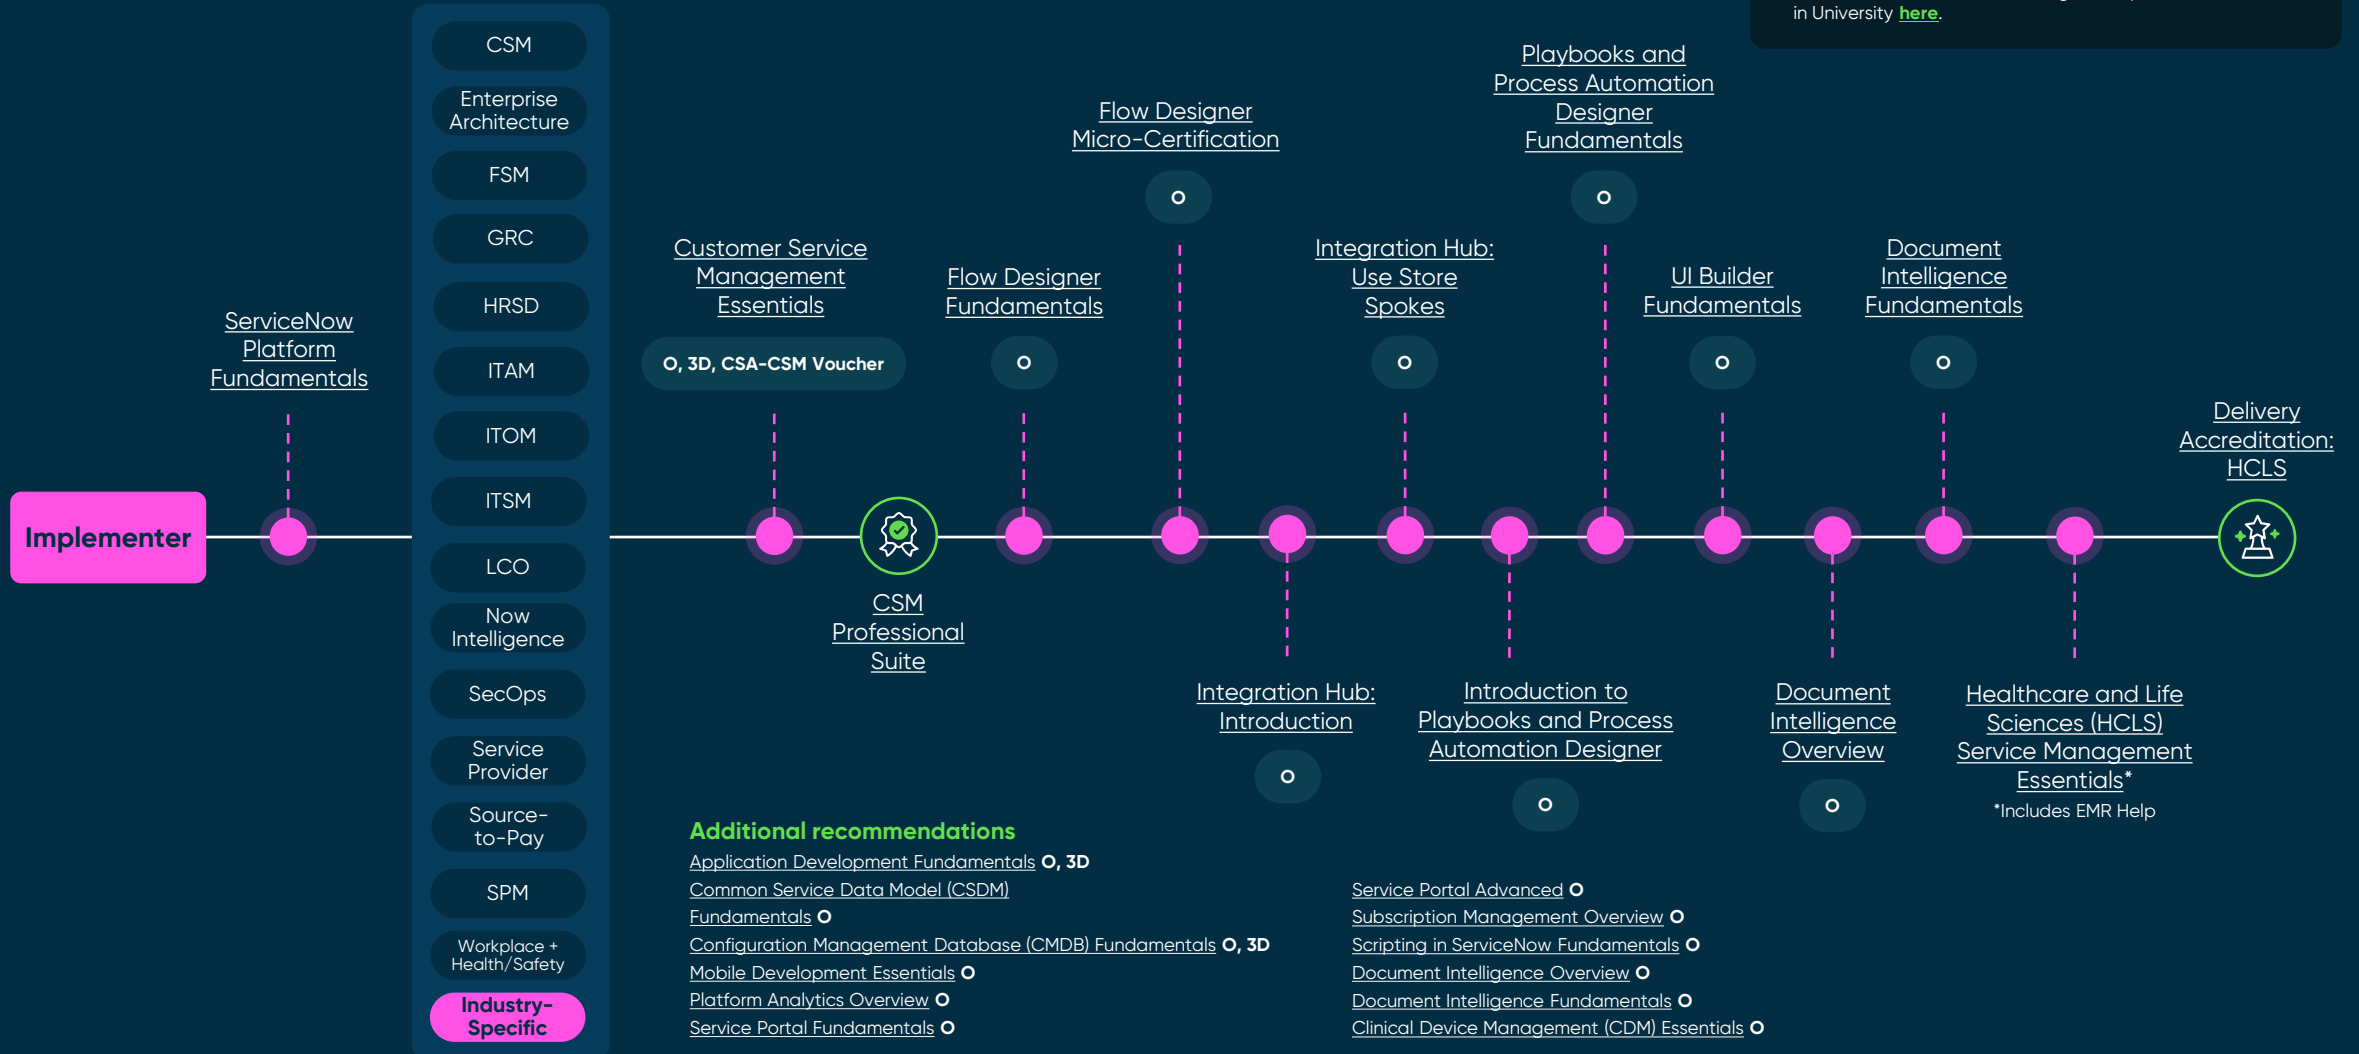 in University here.
CSM
Enterprise
Architecture
FSM
GRC
HRSD
ITAM
ITOM
ITSM
LCO
Now
Intelligence
SecOps
Service
Provider
Source-
to-Pay
SPM
Workplace +
Health/Safety
Industry-
Specific
Implementer
ServiceNow
Platform
Fundamentals
Customer Service
Management
Essentials
O, 3D, CSA-CSM Voucher
CSM
Professional
Suite
Flow Designer
Fundamentals
O
Flow Designer
Micro-Certification
O
Integration Hub:
Introduction
O
Integration Hub:
Use Store
Spokes
O
Introduction to
Playbooks and Process
Automation Designer
O
Playbooks and
Process Automation
Designer
Fundamentals
O
UI Builder
Fundamentals
O
Document
Intelligence
Overview
O
Document
Intelligence
Fundamentals
O
Healthcare and Life
Sciences (HCLS)
Service Management
Essentials*
*Includes EMR Help
Delivery
Accreditation:
HCLS
Additional recommendations
Application Development Fundamentals O, 3D
Common Service Data Model (CSDM)
Fundamentals O
Configuration Management Database (CMDB) Fundamentals O, 3D
Mobile Development Essentials O
Platform Analytics Overview O
Service Portal Fundamentals O
Service Portal Advanced O
Subscription Management Overview O
Scripting in ServiceNow Fundamentals O
Document Intelligence Overview O
Document Intelligence Fundamentals O
Clinical Device Management (CDM) Essentials O